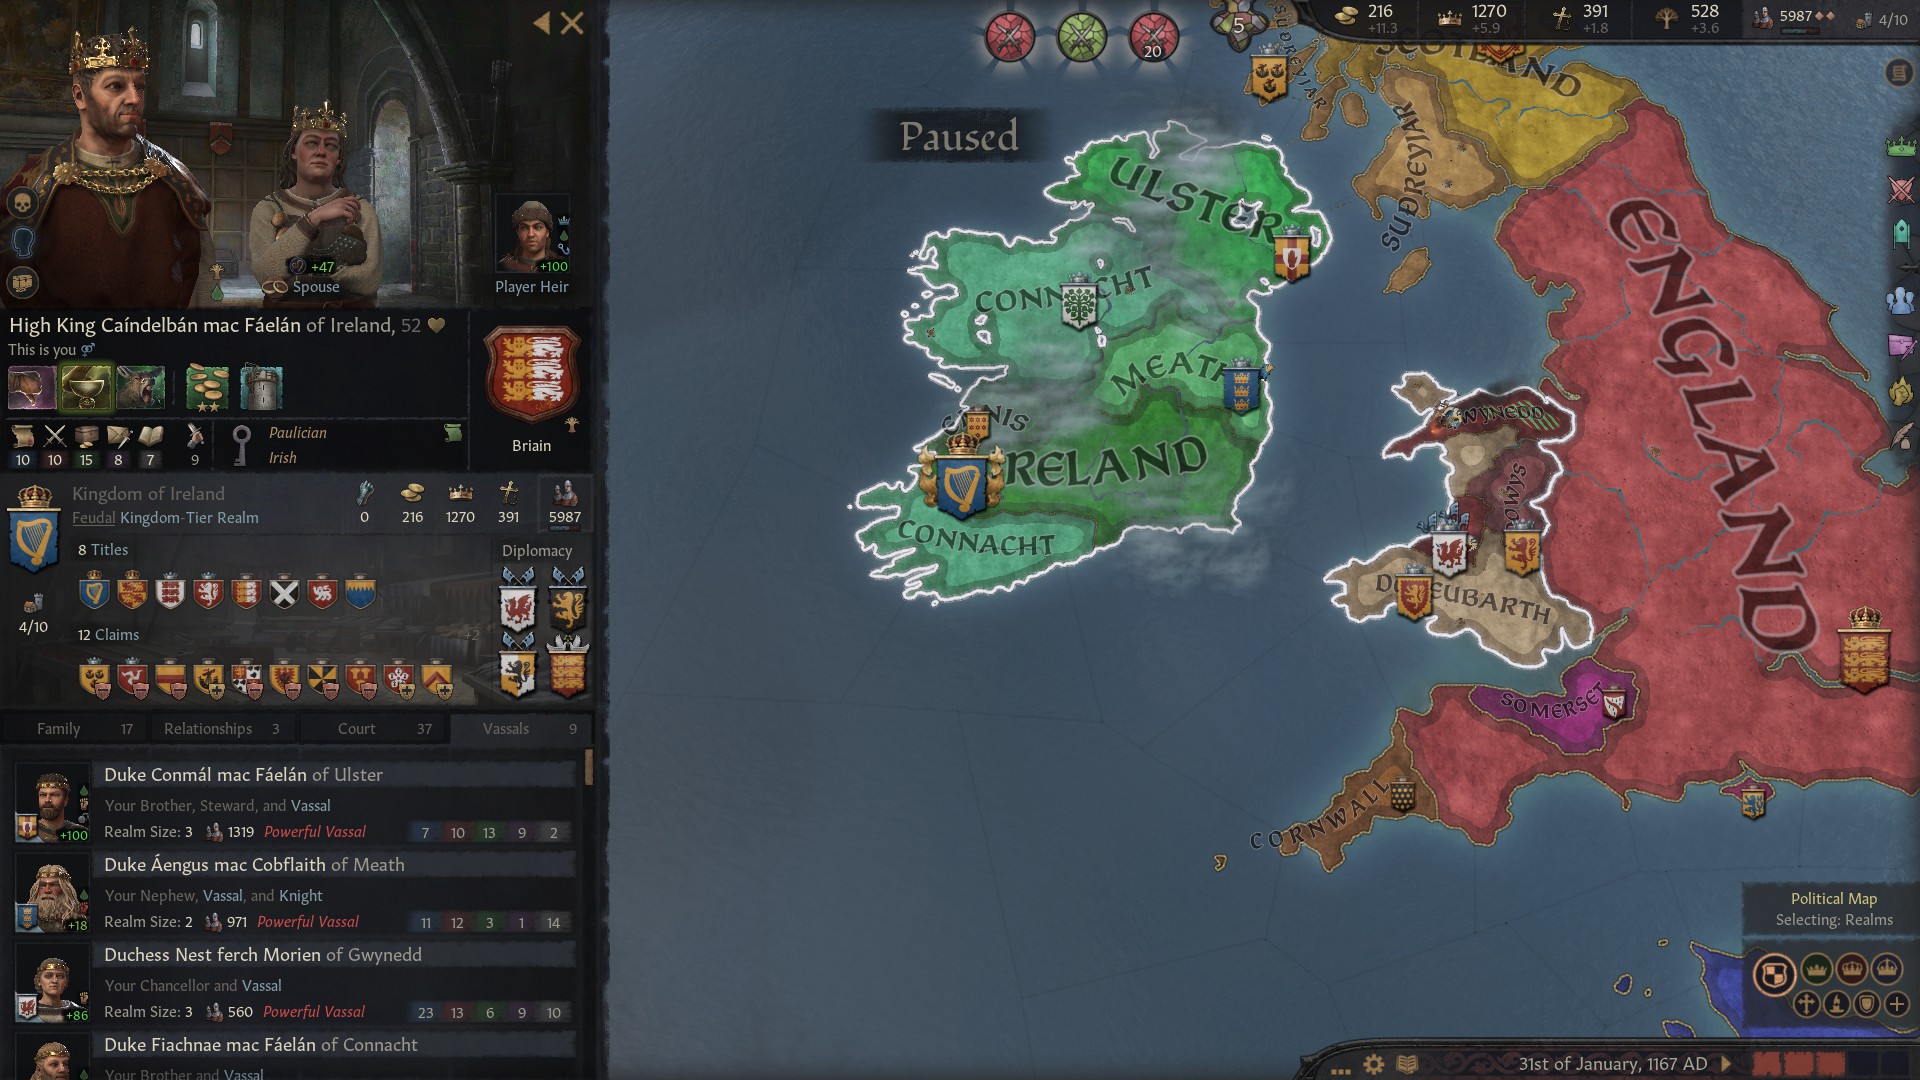 216
+11.3
1270
+5.9
391
+1.8
528
+3.6
5987
4/10
20
5
Paused
+47
Spouse
+100
Player Heir
High King Caíndelbán mac Fáelán of Ireland, 52
This is you
Briain
10 10 15 8 7 9
Paulician
Irish
Kingdom of Ireland
Feudal Kingdom-Tier Realm
0 216 1270 391 5987
8 Titles
Diplomacy
4/10
12 Claims
+2
Family 17
Relationships 3
Court 37
Vassals 9
Duke Conmál mac Fáelán of Ulster
Your Brother, Steward, and Vassal
+100
Realm Size: 3 1319 Powerful Vassal 7 10 13 9 2
Duke Áengus mac Cobflaith of Meath
Your Nephew, Vassal, and Knight
+18
Realm Size: 2 971 Powerful Vassal 11 12 3 1 14
Duchess Nest ferch Morien of Gwynedd
Your Chancellor and Vassal
+86
Realm Size: 3 560 Powerful Vassal 23 13 6 9 10
Duke Fiachnae mac Fáelán of Connacht
Your Brother and Vassal
SUÐREYJAR
SCOTLAND
SUÐREYJAR
ULSTER
CONNACHT
MEATH
IRELAND
CONNACHT
ENGLAND
GWYNEDD
POWYS
DEHEUBARTH
SOMERSET
CORNWALL
Political Map
Selecting: Realms
31st of January, 1167 AD